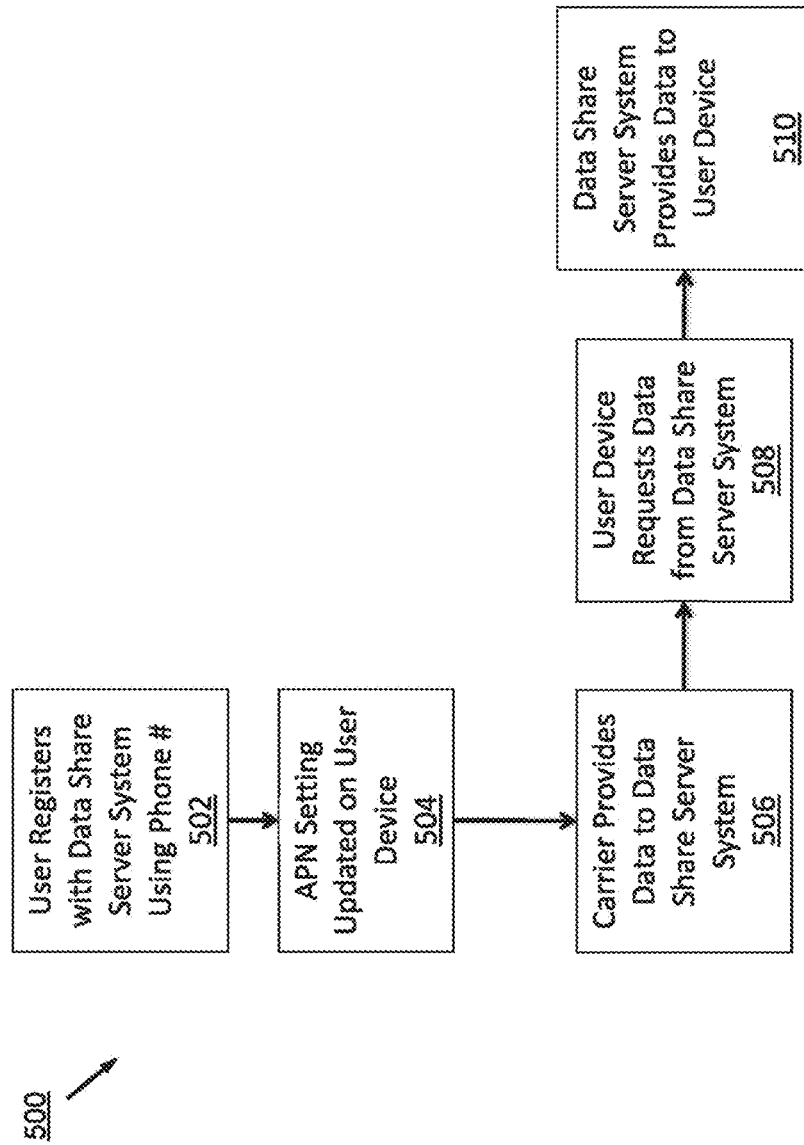 500
User Registers
with Data Share
Server System
Using Phone #
502
APN Setting
Updated on User
Device
504
Carrier Provides
Data to Data
Share Server
System
506
User Device
Requests Data
from Data Share
Server System
508
Data Share
Server System
Provides Data to
User Device
510